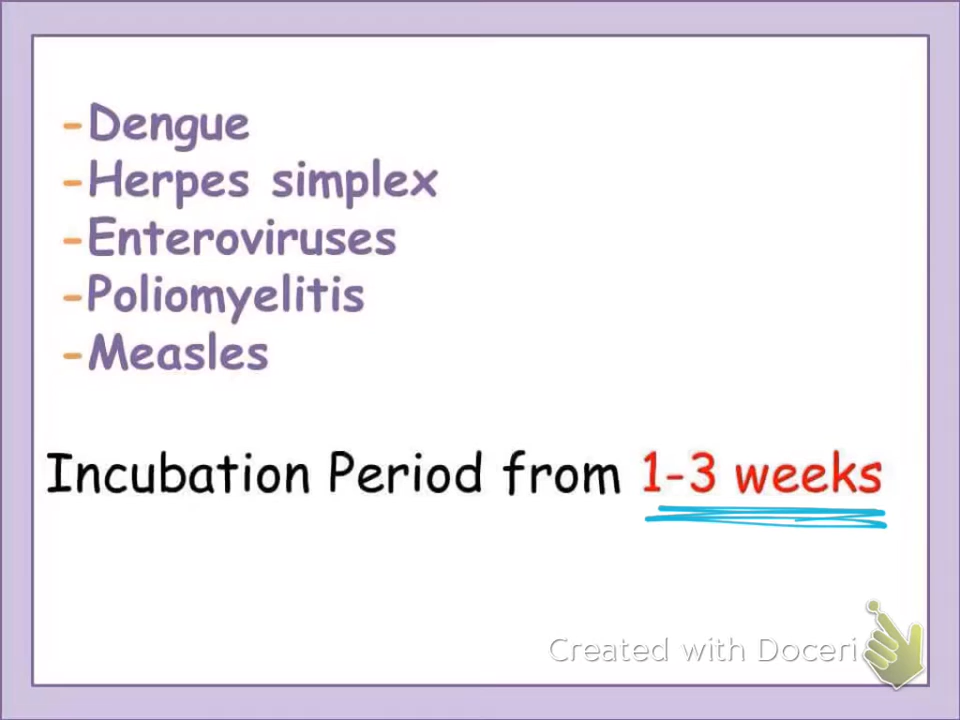 -Dengue
-Herpes simplex
-Enteroviruses
-Poliomyelitis
-Measles
Incubation Period from 1-3 weeks
Created with Doceri